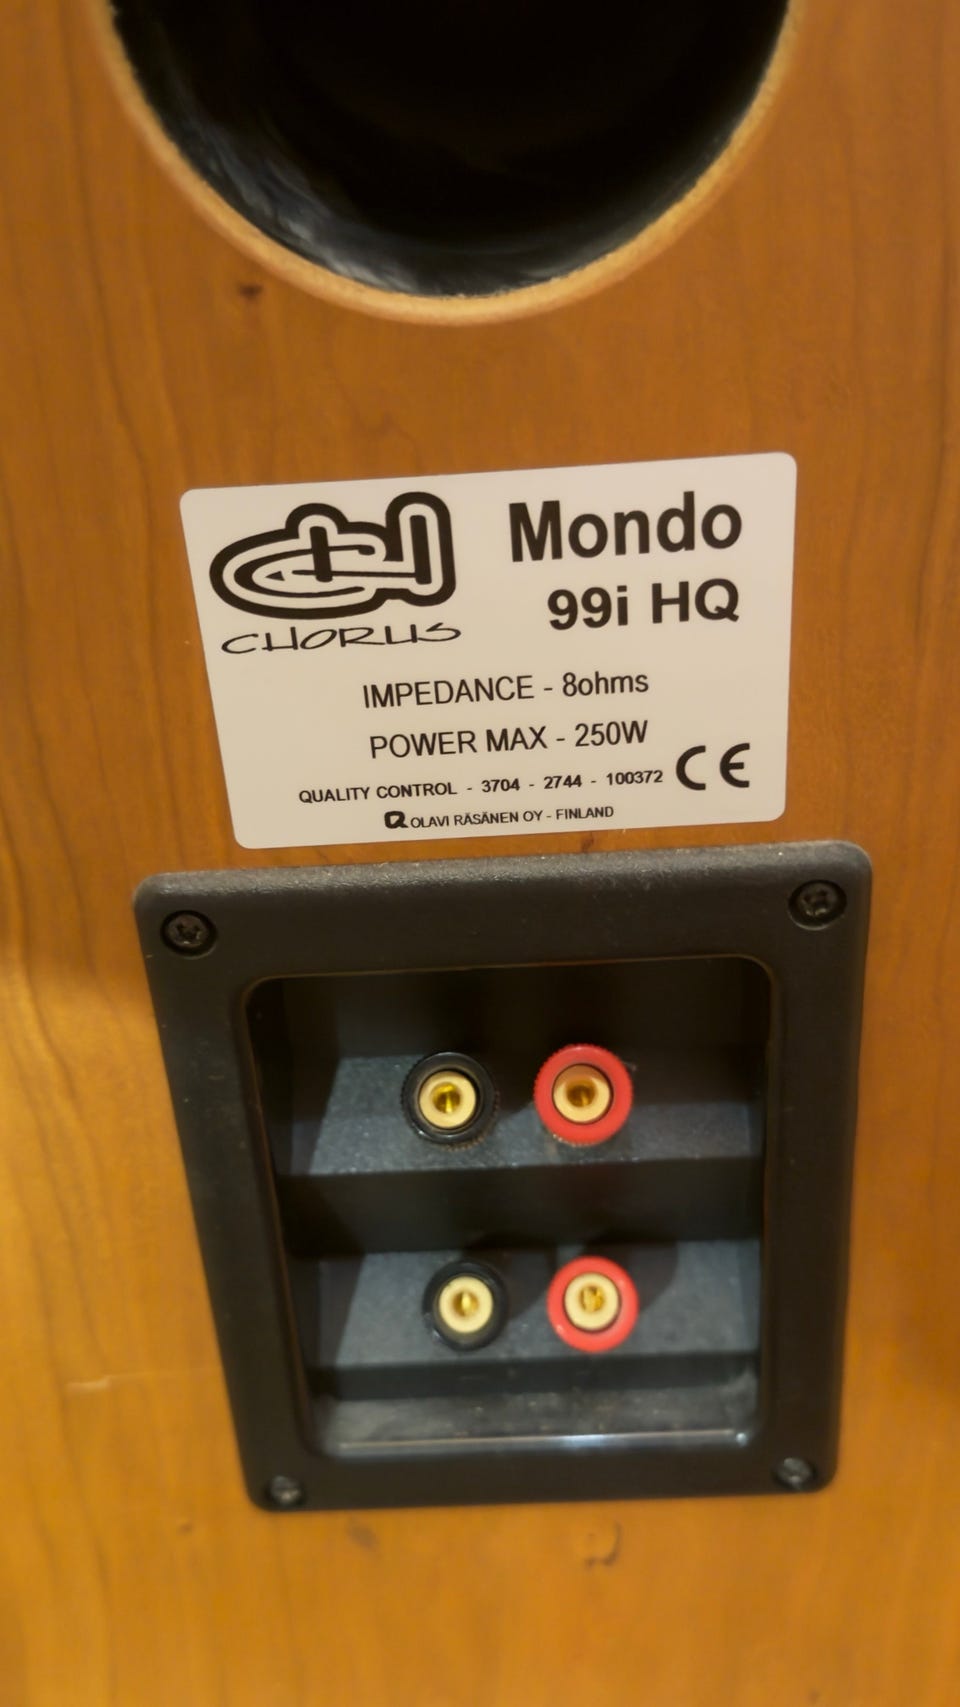 CHORUS
Mondo
99i HQ
IMPEDANCE - 8ohms
POWER MAX - 250W
QUALITY CONTROL - 3704 - 2744 - 100372 CE
OLAVI RÄSÄNEN OY - FINLAND